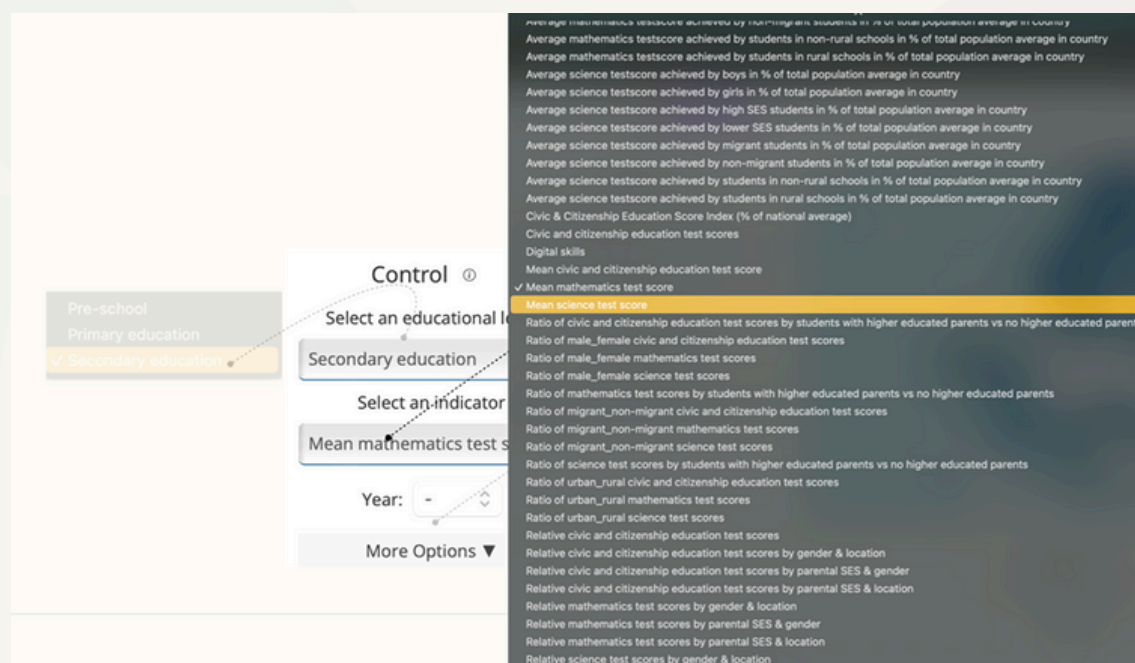 Pre-school
Primary education
✓ Secondary education
Control ⓘ
Select an educational l
Secondary education
Select an indicator
Mean mathematics test s
Year: -
More Options ▼
Average mathematics testscore achieved by non-migrant students in % of total population average in country
Average mathematics testscore achieved by students in non-rural schools in % of total population average in country
Average mathematics testscore achieved by students in rural schools in % of total population average in country
Average science testscore achieved by boys in % of total population average in country
Average science testscore achieved by girls in % of total population average in country
Average science testscore achieved by high SES students in % of total population average in country
Average science testscore achieved by lower SES students in % of total population average in country
Average science testscore achieved by migrant students in % of total population average in country
Average science testscore achieved by non-migrant students in % of total population average in country
Average science testscore achieved by students in non-rural schools in % of total population average in country
Average science testscore achieved by students in rural schools in % of total population average in country
Civic & Citizenship Education Score Index (% of national average)
Civic and citizenship education test scores
Digital skills
Mean civic and citizenship education test score
✓ Mean mathematics test score
Mean science test score
Ratio of civic and citizenship education test scores by students with higher educated parents vs no higher educated paren
Ratio of male_female civic and citizenship education test scores
Ratio of male_female mathematics test scores
Ratio of male_female science test scores
Ratio of mathematics test scores by students with higher educated parents vs no higher educated parents
Ratio of migrant_non-migrant civic and citizenship education test scores
Ratio of migrant_non-migrant mathematics test scores
Ratio of migrant_non-migrant science test scores
Ratio of science test scores by students with higher educated parents vs no higher educated parents
Ratio of urban_rural civic and citizenship education test scores
Ratio of urban_rural mathematics test scores
Ratio of urban_rural science test scores
Relative civic and citizenship education test scores
Relative civic and citizenship education test scores by gender & location
Relative civic and citizenship education test scores by parental SES & gender
Relative civic and citizenship education test scores by parental SES & location
Relative mathematics test scores by gender & location
Relative mathematics test scores by parental SES & gender
Relative mathematics test scores by parental SES & location
Relative science test scores by gender & location